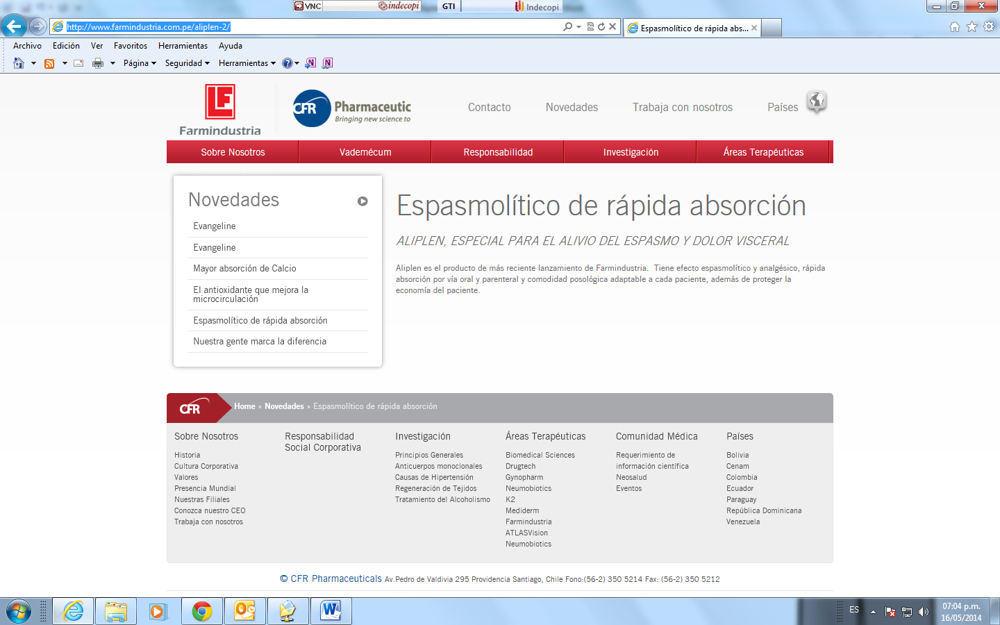 VNC
indecopi
GTI
Indecopi
http://www.farmindustria.com.pe/aliplen-2/
Espasmolítico de rápida abs...
Archivo Edición Ver Favoritos Herramientas Ayuda
Página Seguridad Herramientas
LF
Farmindustria
CFR Pharmaceutic
Bringing new science to
Contacto Novedades Trabaja con nosotros Países
Sobre Nosotros Vademécum Responsabilidad Investigación Áreas Terapéuticas
Novedades
Evangeline
Evangeline
Mayor absorción de Calcio
El antioxidante que mejora la
microcirculación
Espasmolítico de rápida absorción
Nuestra gente marca la diferencia
Espasmolítico de rápida absorción
ALIPLEN, ESPECIAL PARA EL ALIVIO DEL ESPASMO Y DOLOR VISCERAL
Aliplen es el producto de más reciente lanzamiento de Farmindustria. Tiene efecto espasmolítico y analgésico, rápida
absorción por vía oral y parenteral y comodidad posológica adaptable a cada paciente, además de proteger la
economía del paciente.
CFR
Home » Novedades » Espasmolítico de rápida absorción
Sobre Nosotros
Historia
Cultura Corporativa
Valores
Presencia Mundial
Nuestras Filiales
Conozca nuestro CEO
Trabaja con nosotros
Responsabilidad
Social Corporativa
Investigación
Principios Generales
Anticuerpos monoclonales
Causas de Hipertensión
Regeneración de Tejidos
Tratamiento del Alcoholismo
Áreas Terapéuticas
Biomedical Sciences
Drugtech
Gynopharm
Neumobiotics
K2
Mediderm
Farmindustria
ATLASVision
Neumobiotics
Comunidad Médica
Requerimiento de
información científica
Neosalud
Eventos
Países
Bolivia
Cenam
Colombia
Ecuador
Paraguay
República Dominicana
Venezuela
© CFR Pharmaceuticals Av.Pedro de Valdivia 295 Providencia Santiago, Chile Fono:(56-2) 350 5214 Fax: (56-2) 350 5212
ES
07:04 p.m.
16/05/2014